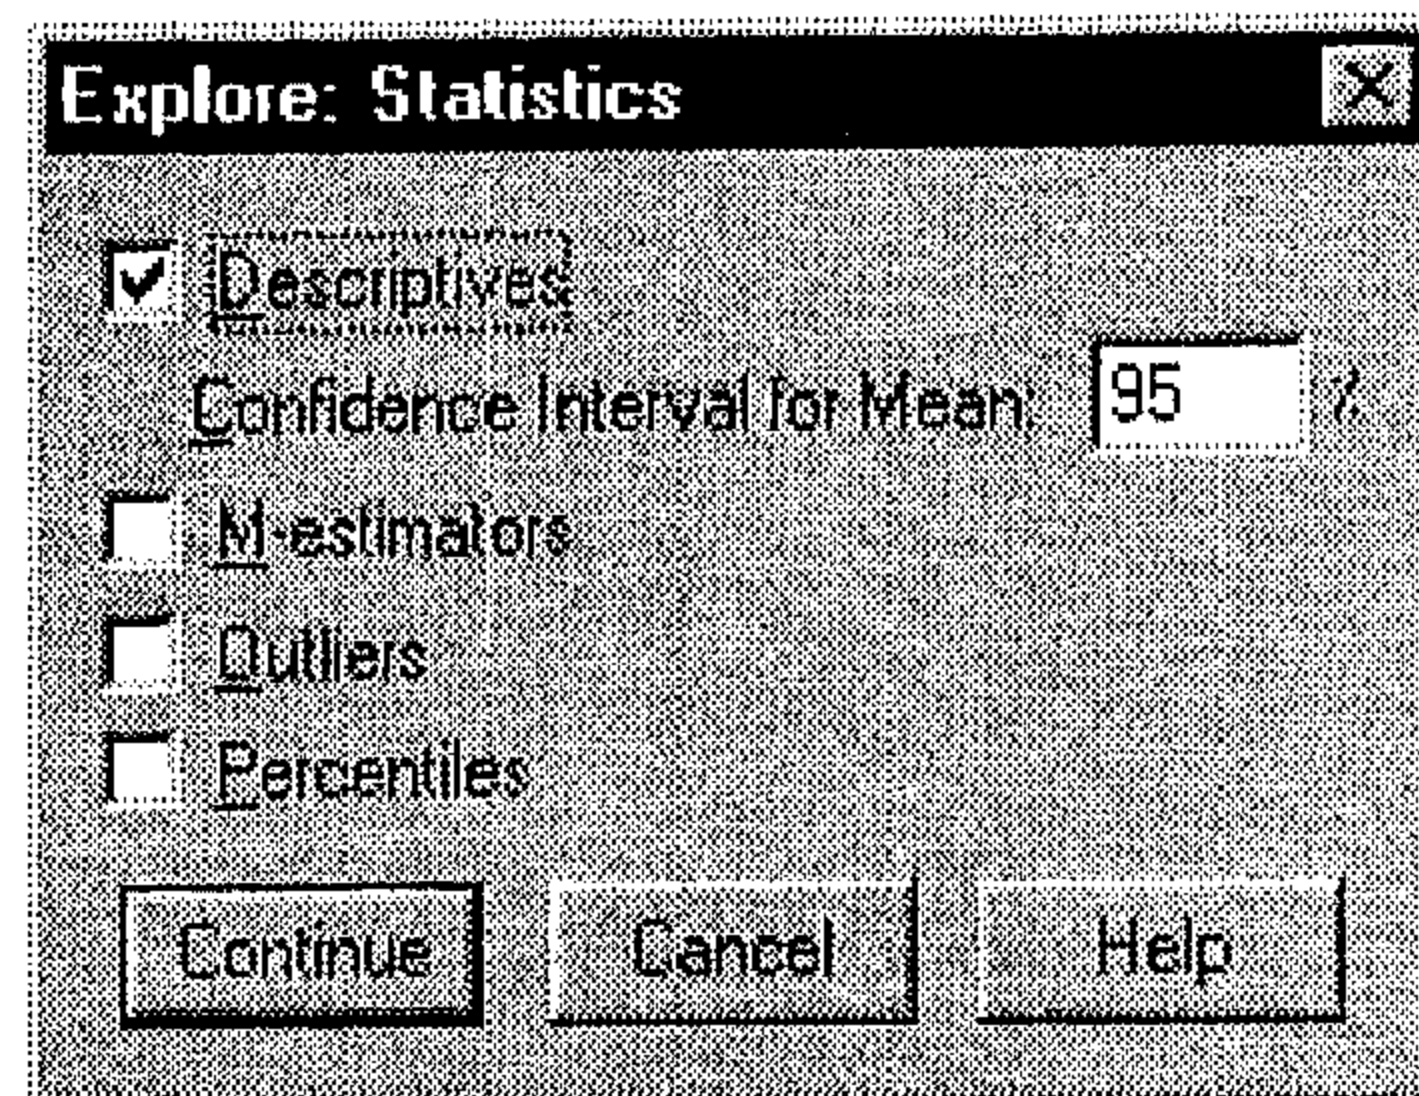 Explore: Statistics
Descriptives
Confidence Interval for Mean: 95 %
M-estimators
Outliers
Percentiles
Continue Cancel Help